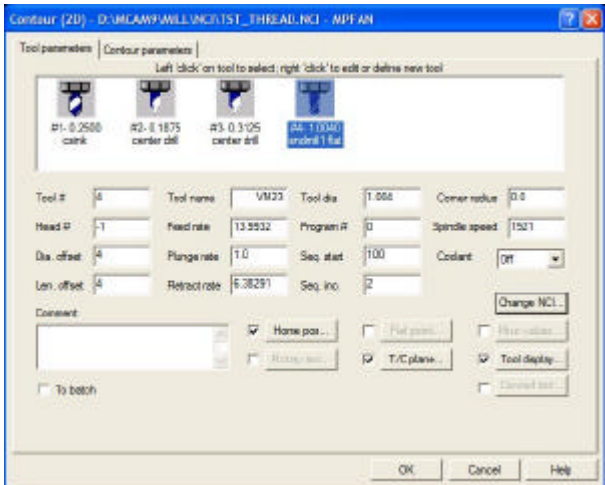 Contour (2D) - D:\MCAM9\MILL\NCI\TST_THREAD.NCI - MPFAN
Tool parameters Contour parameters
Left 'click' on tool to select; right 'click' to edit or define new tool
#1- 0.2500 #2- 0.1875 #3- 0.3125 #4- 1.0040
csink center drill center drill endmill1 flat
Tool # 4 Tool name VM23 Tool dia 1.004 Corner radius 0.0
Head # -1 Feed rate 13.9932 Program # 0 Spindle speed 1521
Dia. offset 4 Plunge rate 1.0 Seq. start 100 Coolant Off
Len. offset 4 Retract rate 6.38291 Seq. inc. 2
Change NCI...
Comment
Home pos... Ref point... Misc values...
Rotary axis... T/C plane... Tool display...
To batch Canned text...
OK Cancel Help